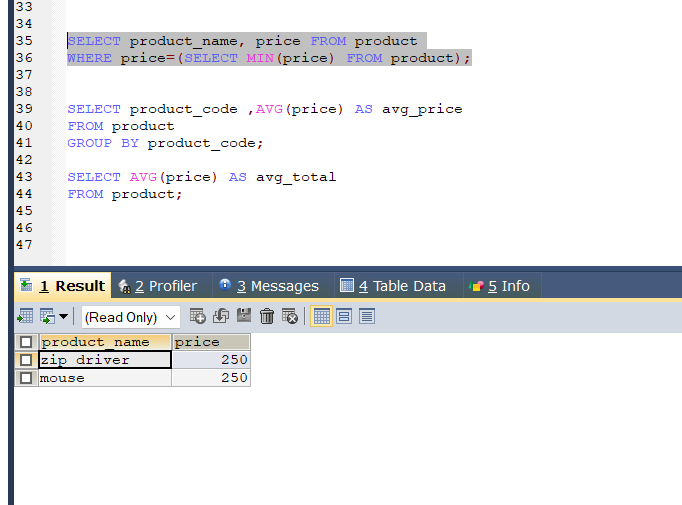 33
34
35 SELECT product_name, price FROM product
36 WHERE price=(SELECT MIN(price) FROM product);
37
38
39 SELECT product_code ,AVG(price) AS avg_price
40 FROM product
41 GROUP BY product_code;
42
43 SELECT AVG(price) AS avg_total
44 FROM product;
45
46
47
1 Result 2 Profiler 3 Messages 4 Table Data 5 Info
(Read Only)
product_name price
zip driver 250
mouse 250